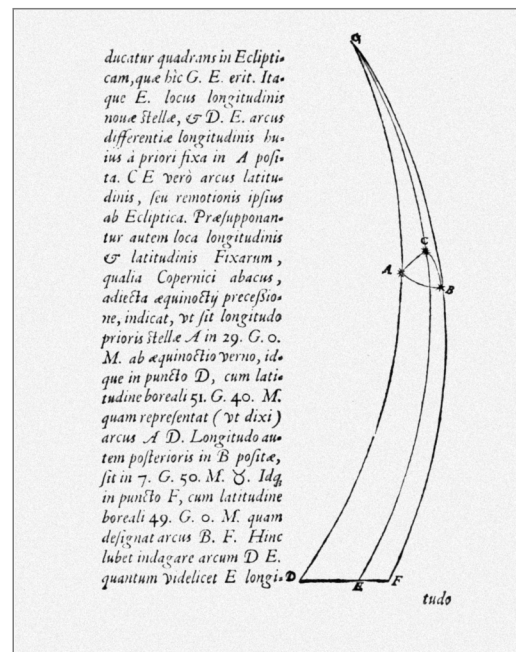 ducatur quadrans in Ecliptī-
cam, quæ hìc G. E. erit. Ita-
que E. locus longitudinis
nouæ stellæ, & D. E. arcus
differentiæ longitudinis hu-
ius à priori fixa in A posi-
ta. C E verò arcus latitu-
dinis, seu remotionis ipsius
ab Ecliptica. Præsupponan-
tur autem loca longitudinis
& latitudinis Fixarum,
qualia Copernici abacus,
adiecta æquinoctij precessio-
ne, indicat, vt sit longitudo
prioris stellæ A in 29. G. 0.
M. ab æquinoctio verno, id-
que in puncto D, cum lati-
tudine boreali 51. G. 40. M.
quam repræsentat (vt dixi)
arcus A D. Longitudo au-
tem posterioris in B positæ,
sit in 7. G. 50. M. ♉. Idq;
in puncto F, cum latitudine
boreali 49. G. 0. M. quam
designat arcus B. F. Hinc
lubet indagare arcum D E.
quantum videlicet E longi-
tudo
G
C
A
B
D
E
F